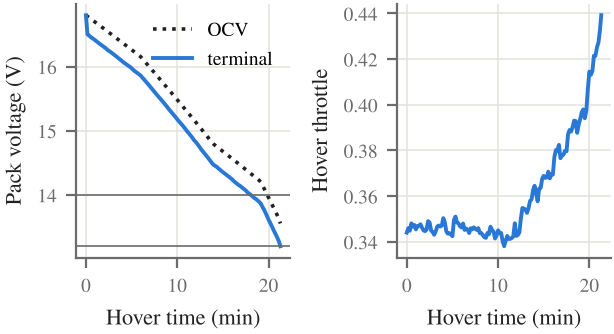 OCV
terminal
Pack voltage (V)
16
15
14
0
10
20
Hover time (min)
Hover throttle
0.44
0.42
0.40
0.38
0.36
0.34
0
10
20
Hover time (min)